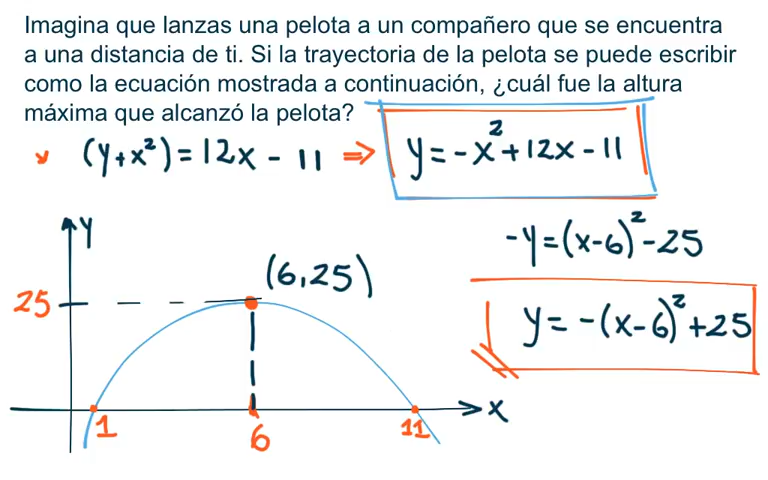 Imagina que lanzas una pelota a un compañero que se encuentra
a una distancia de ti. Si la trayectoria de la pelota se puede escribir
como la ecuación mostrada a continuación, ¿cuál fue la altura
máxima que alcanzó la pelota?
* (y+x²)=12x - 11 ⇒ y=-x²+12x-11
y
-y=(x-6)²-25
(6,25)
25
y=-(x-6)²+25
x
1
6
11